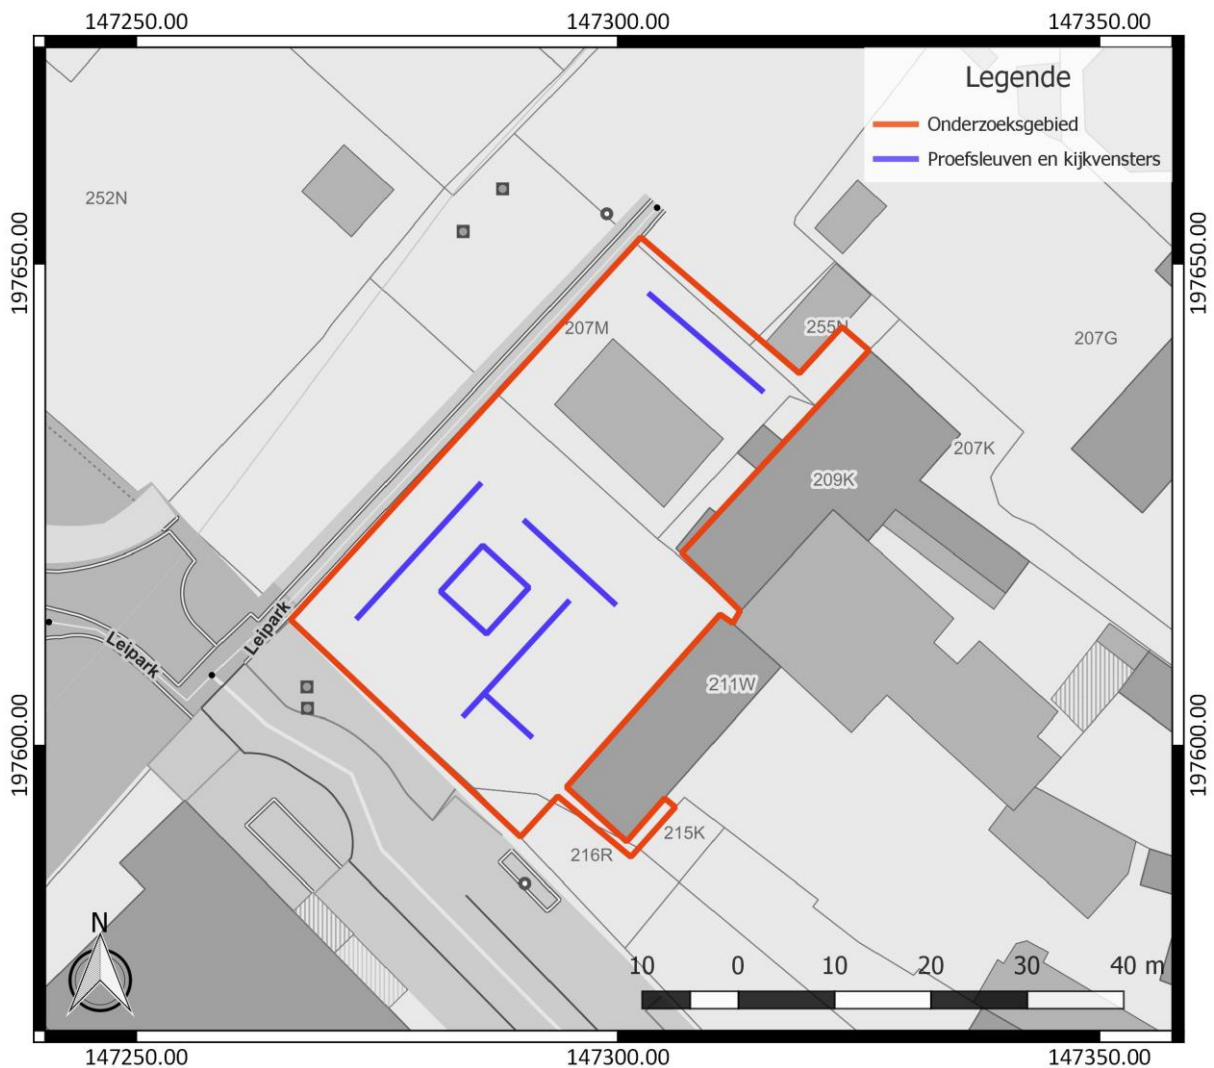 147250.00
147300.00
147350.00
Legende
Onderzoeksgebied
Proefsleuven en kijkvensters
252N
197650.00
197650.00
207M
255N
207G
207K
209K
Leipark
Leipark
211W
197600.00
197600.00
215K
216R
N
10 0 10 20 30 40 m
147250.00
147300.00
147350.00